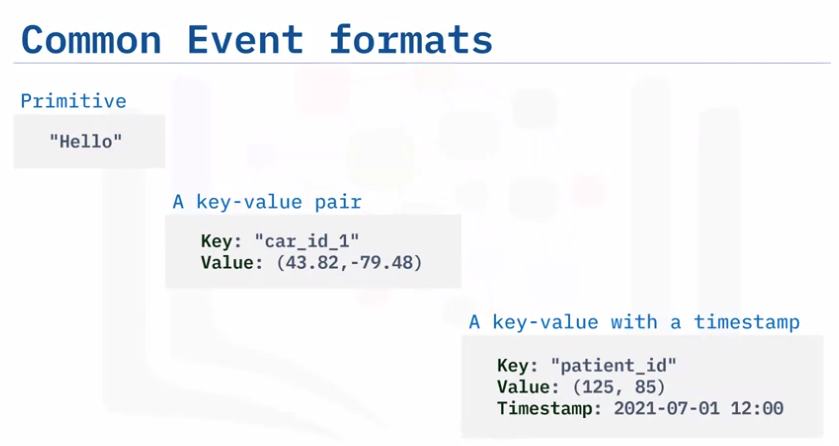 Common Event formats
Primitive
"Hello"
A key-value pair
Key: "car_id_1"
Value: (43.82,-79.48)
A key-value with a timestamp
Key: "patient_id"
Value: (125, 85)
Timestamp: 2021-07-01 12:00